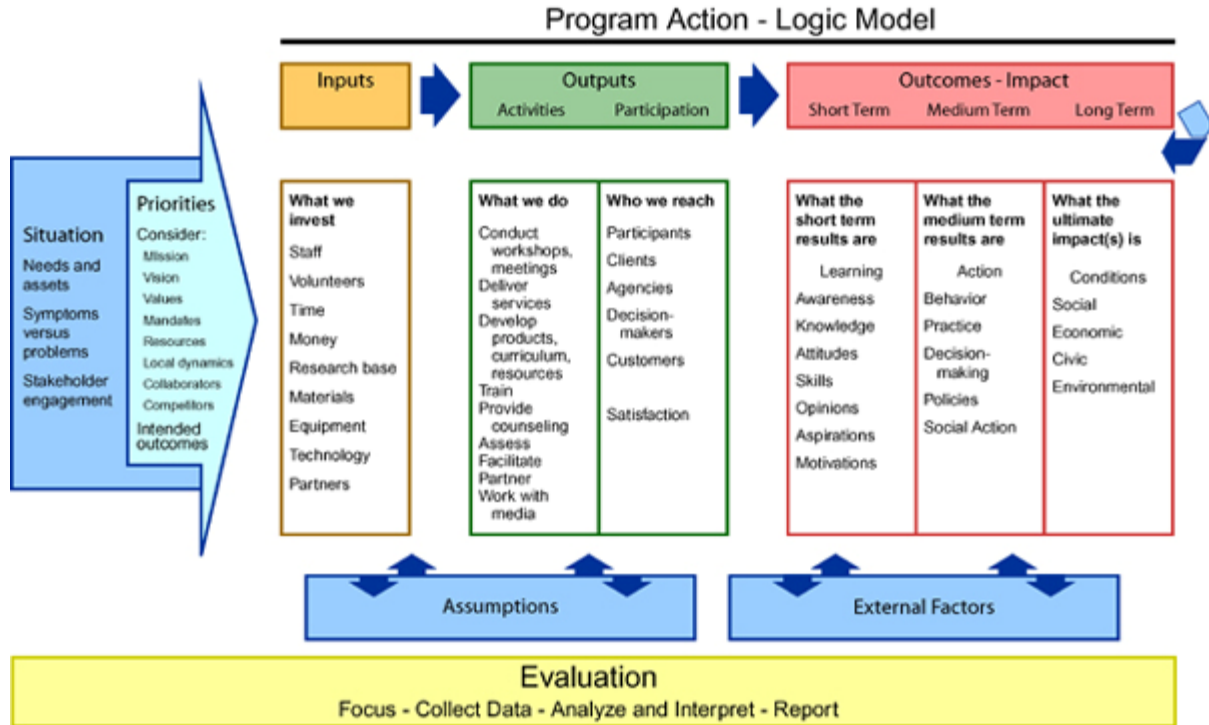 Program Action - Logic Model
Inputs
Outputs
Activities Participation
Outcomes - Impact
Short Term Medium Term Long Term
Situation
Needs and
assets
Symptoms
versus
problems
Stakeholder
engagement
Priorities
Consider:
Mission
Vision
Values
Mandates
Resources
Local dynamics
Collaborators
Competitors
Intended
outcomes
What we
invest
Staff
Volunteers
Time
Money
Research base
Materials
Equipment
Technology
Partners
What we do
Conduct
workshops,
meetings
Deliver
services
Develop
products,
curriculum,
resources
Train
Provide
counseling
Assess
Facilitate
Partner
Work with
media
Who we reach
Participants
Clients
Agencies
Decision-
makers
Customers
Satisfaction
What the
short term
results are
Learning
Awareness
Knowledge
Attitudes
Skills
Opinions
Aspirations
Motivations
What the
medium term
results are
Action
Behavior
Practice
Decision-
making
Policies
Social Action
What the
ultimate
impact(s) is
Conditions
Social
Economic
Civic
Environmental
Assumptions
External Factors
Evaluation
Focus - Collect Data - Analyze and Interpret - Report